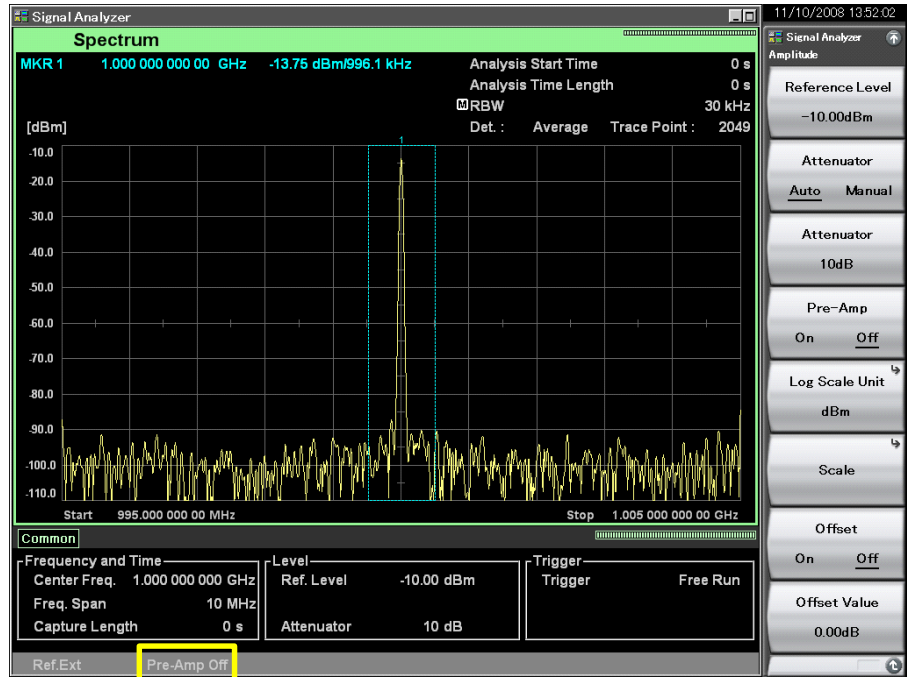 Signal Analyzer
11/10/2008 13:52:02
Spectrum
MKR 1 1.000 000 000 00 GHz -13.75 dBm/996.1 kHz
Analysis Start Time 0 s
Analysis Time Length 0 s
M RBW 30 kHz
[dBm] Det. : Average Trace Point : 2049
1
-10.0
-20.0
-30.0
-40.0
-50.0
-60.0
-70.0
-80.0
-90.0
-100.0
-110.0
Start 995.000 000 00 MHz Stop 1.005 000 000 00 GHz
Common
Frequency and Time
Center Freq. 1.000 000 000 GHz
Freq. Span 10 MHz
Capture Length 0 s
Level
Ref. Level -10.00 dBm
Attenuator 10 dB
Trigger
Trigger Free Run
Ref.Ext Pre-Amp Off
Signal Analyzer
Amplitude
Reference Level
-10.00dBm
Attenuator
Auto Manual
Attenuator
10dB
Pre-Amp
On Off
Log Scale Unit
dBm
Scale
Offset
On Off
Offset Value
0.00dB